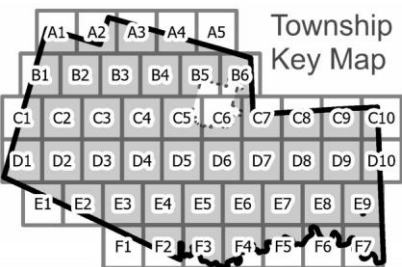 Township
Key Map
A1 A2 A3 A4 A5
B1 B2 B3 B4 B5 B6
C1 C2 C3 C4 C5 C6 C7 C8 C9 C10
D1 D2 D3 D4 D5 D6 D7 D8 D9 D10
E1 E2 E3 E4 E5 E6 E7 E8 E9
F1 F2 F3 F4 F5 F6 F7